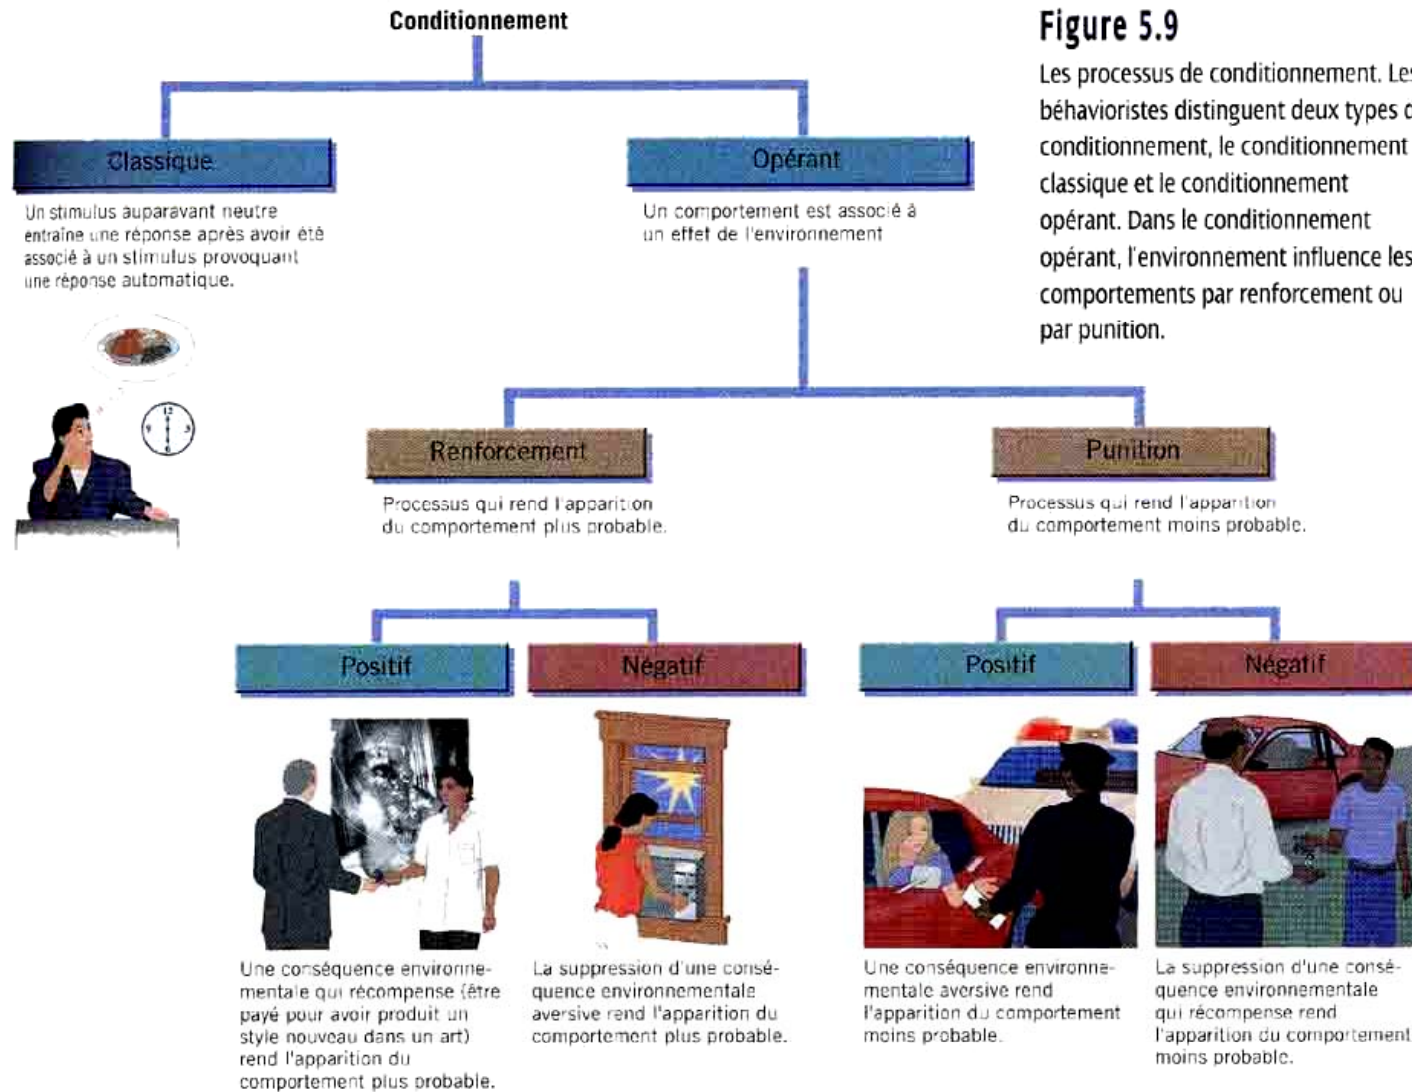 Conditionnement
Figure 5.9
Les processus de conditionnement. Les
béhavioristes distinguent deux types d
conditionnement, le conditionnement
classique et le conditionnement
opérant. Dans le conditionnement
opérant, l'environnement influence les
comportements par renforcement ou
par punition.
Classique
Un stimulus auparavant neutre
entraîne une réponse après avoir été
associé à un stimulus provoquant
une réponse automatique.
Opérant
Un comportement est associé à
un effet de l'environnement
12
9 3
6
Renforcement
Processus qui rend l'apparition
du comportement plus probable.
Punition
Processus qui rend l'apparition
du comportement moins probable.
Positif
Une conséquence environne-
mentale qui récompense (être
payé pour avoir produit un
style nouveau dans un art)
rend l'apparition du
comportement plus probable.
Négatif
La suppression d'une consé-
quence environnementale
aversive rend l'apparition du
comportement plus probable.
Positif
Une conséquence environne-
mentale aversive rend
l'apparition du comportement
moins probable.
Négatif
La suppression d'une consé-
quence environnementale
qui récompense rend
l'apparition du comportement
moins probable.